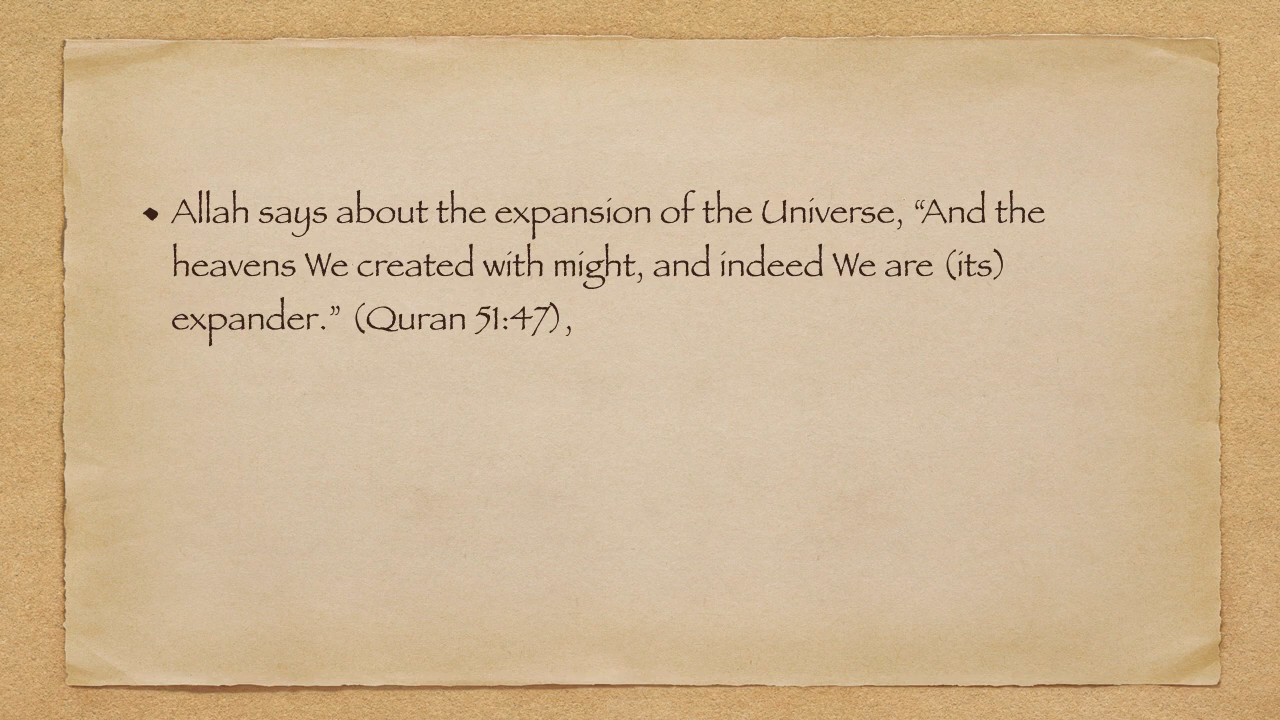 • Allah says about the expansion of the Universe, “And the
heavens We created with might, and indeed We are (its)
expander.” (Quran 51:47),